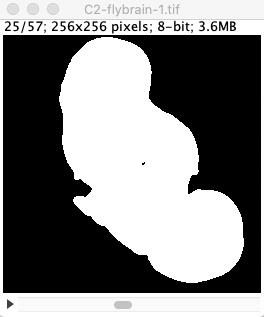 C2-flybrain-1.tif
25/57; 256x256 pixels; 8-bit; 3.6MB